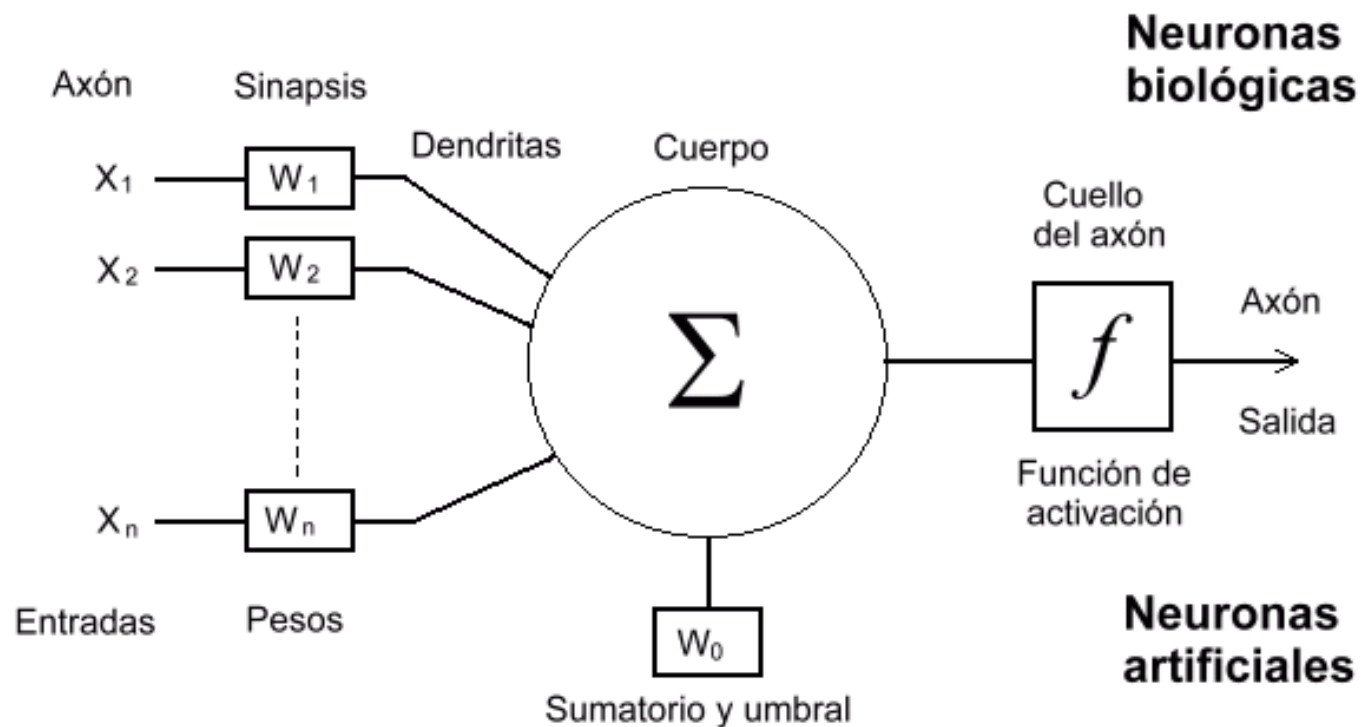 Neuronas
biológicas
Axón
Sinapsis
Dendritas
Cuerpo
Cuello
del axón
X₁
W₁
X₂
W₂
Σ
f
Axón
Salida
Función de
activación
Xₙ
Wₙ
Entradas
Pesos
W₀
Sumatorio y umbral
Neuronas
artificiales